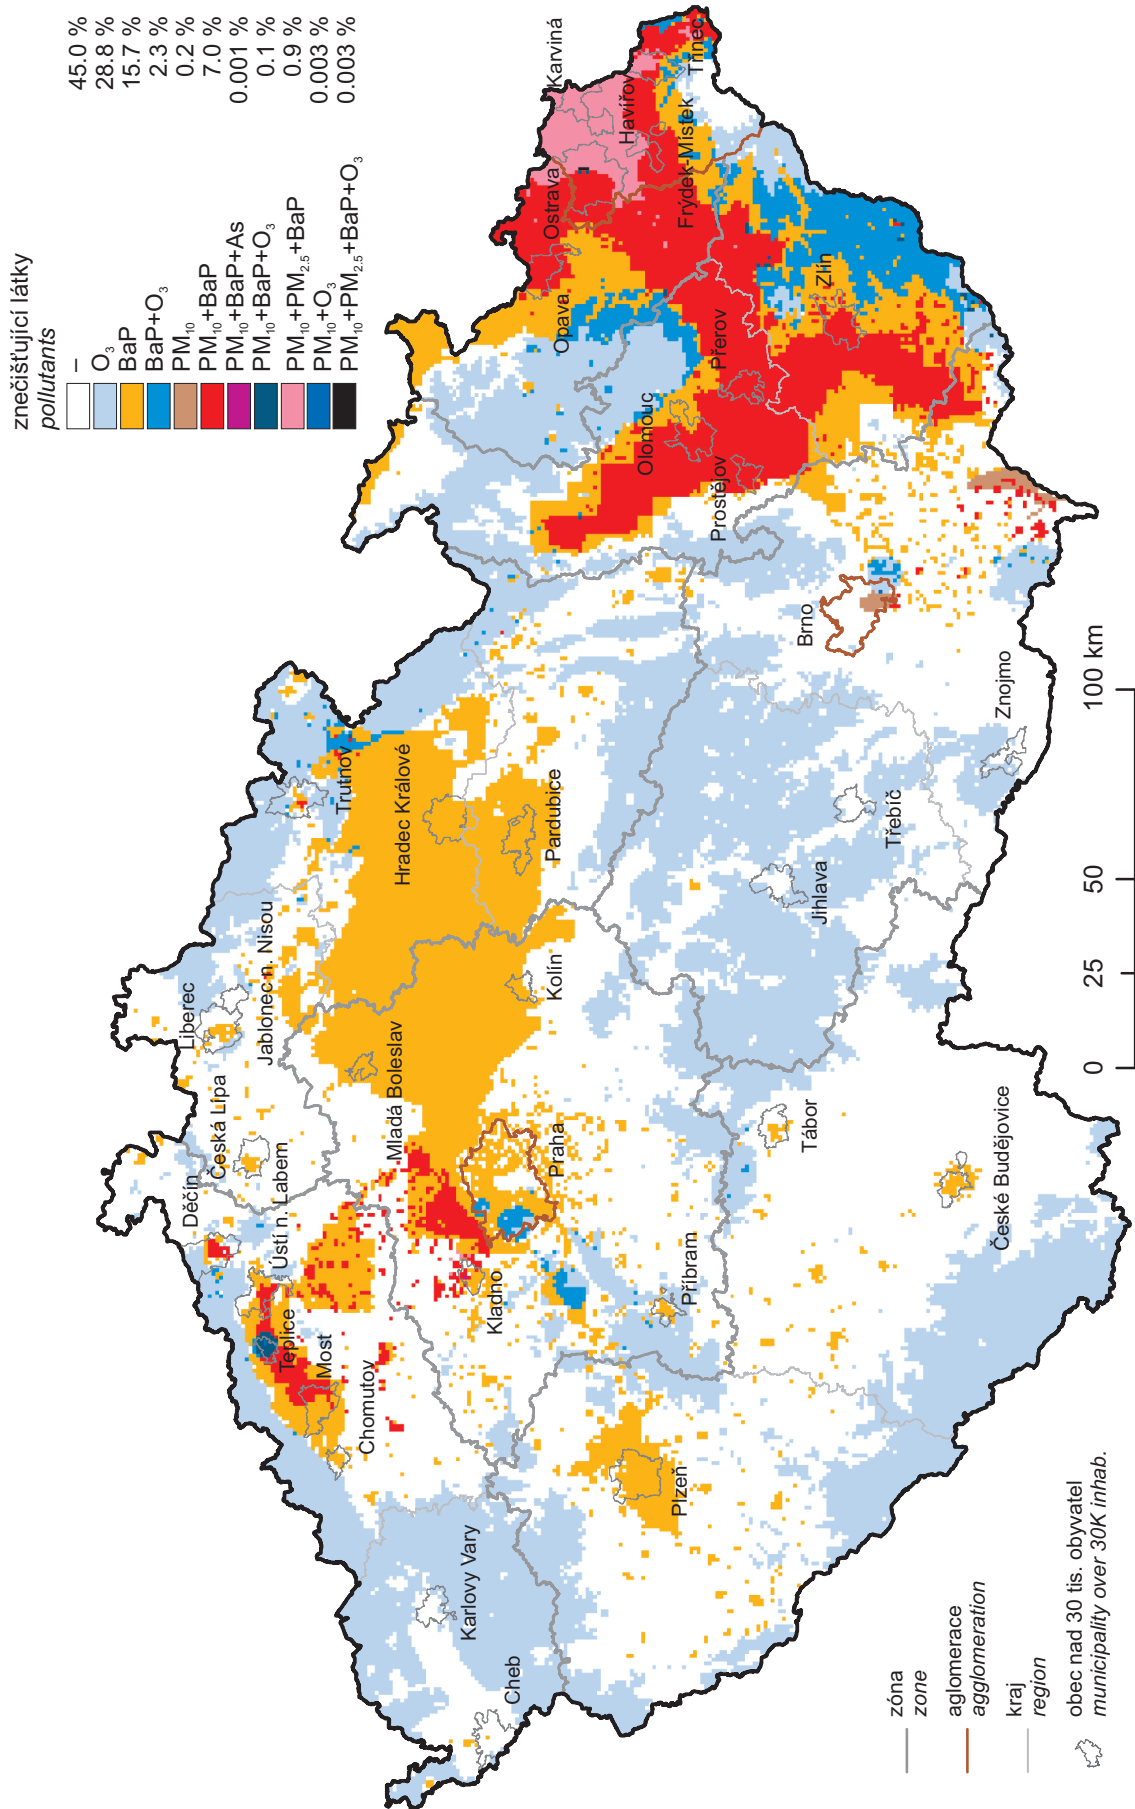 znečišťující látky
pollutants
– 45.0 %
O₃ 28.8 %
BaP 15.7 %
BaP+O₃ 2.3 %
PM₁₀ 0.2 %
PM₁₀+BaP 7.0 %
PM₁₀+BaP+As 0.001 %
PM₁₀+BaP+O₃ 0.1 %
PM₁₀+PM₂.₅+BaP 0.9 %
PM₁₀+O₃ 0.003 %
PM₁₀+PM₂.₅+BaP+O₃ 0.003 %
Děčín
Liberec
Česká Lípa
Jablonec n. Nisou
Ústí n. Labem
Teplice
Most
Chomutov
Trutnov
Mladá Boleslav
Hradec Králové
Karlovy Vary
Cheb
Kladno
Praha
Kolín
Pardubice
Plzeň
Příbram
Tábor
Jihlava
Třebíč
České Budějovice
Znojmo
Brno
Prostějov
Olomouc
Přerov
Zlín
Opava
Ostrava
Karviná
Havířov
Frýdek-Místek
Třinec
zóna
zone
aglomerace
agglomeration
kraj
region
obec nad 30 tis. obyvatel
municipality over 30K inhab.
0 25 50 100 km